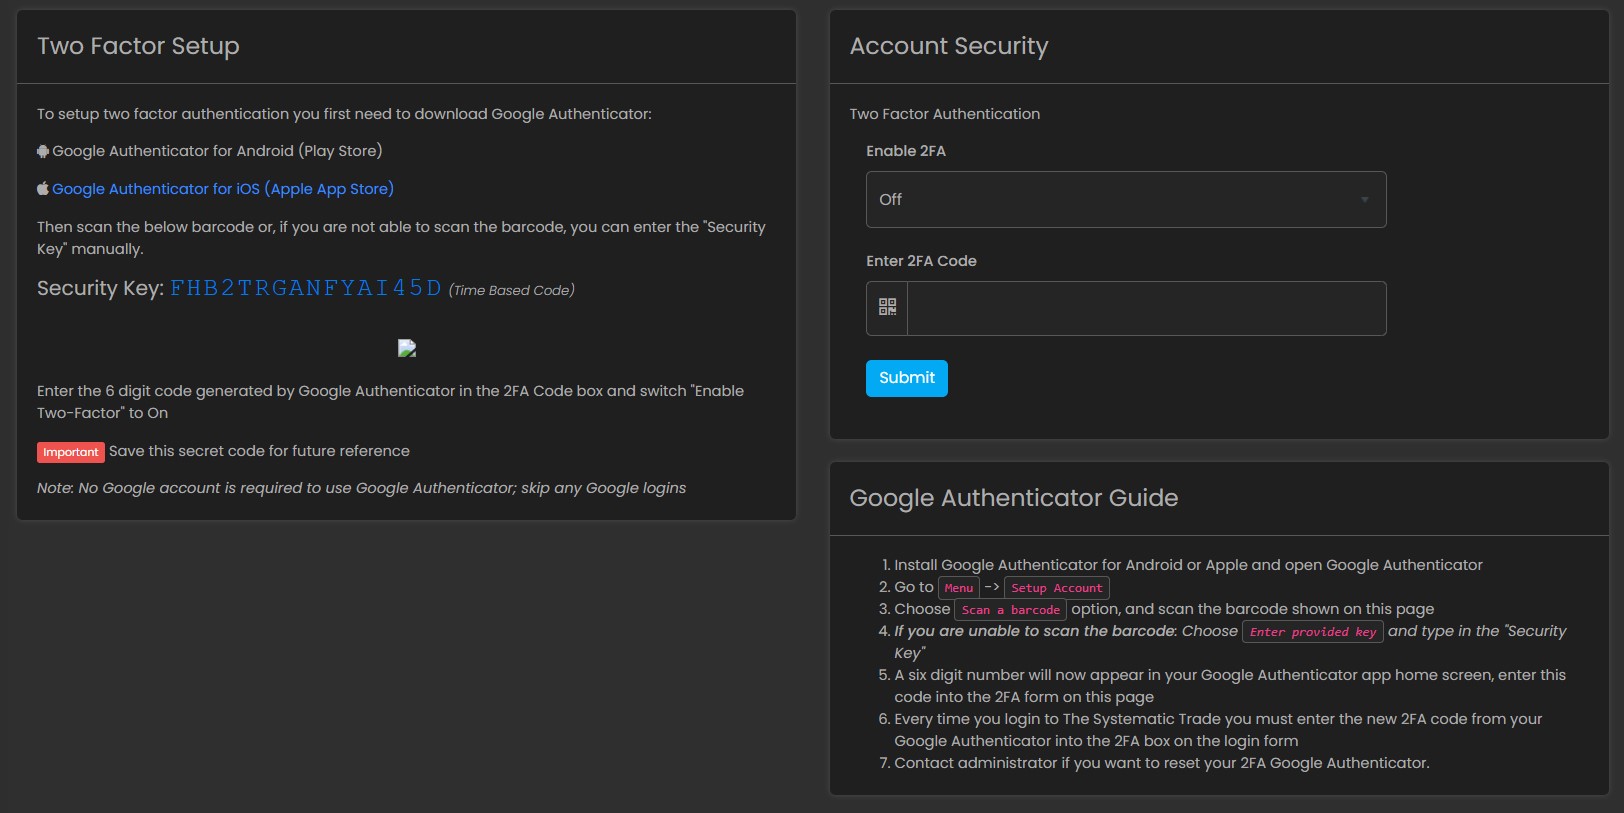 Two Factor Setup
To setup two factor authentication you first need to download Google Authenticator:
Google Authenticator for Android (Play Store)
Google Authenticator for iOS (Apple App Store)
Then scan the below barcode or, if you are not able to scan the barcode, you can enter the "Security
Key" manually.
Security Key: FHB2TRGANFYAI45D (Time Based Code)
Enter the 6 digit code generated by Google Authenticator in the 2FA Code box and switch "Enable
Two-Factor" to On
Important Save this secret code for future reference
Note: No Google account is required to use Google Authenticator; skip any Google logins
Account Security
Two Factor Authentication
Enable 2FA
Off
Enter 2FA Code
Submit
Google Authenticator Guide
1. Install Google Authenticator for Android or Apple and open Google Authenticator
2. Go to Menu -> Setup Account
3. Choose Scan a barcode option, and scan the barcode shown on this page
4. If you are unable to scan the barcode: Choose Enter provided key and type in the "Security
Key"
5. A six digit number will now appear in your Google Authenticator app home screen, enter this
code into the 2FA form on this page
6. Every time you login to The Systematic Trade you must enter the new 2FA code from your
Google Authenticator into the 2FA box on the login form
7. Contact administrator if you want to reset your 2FA Google Authenticator.